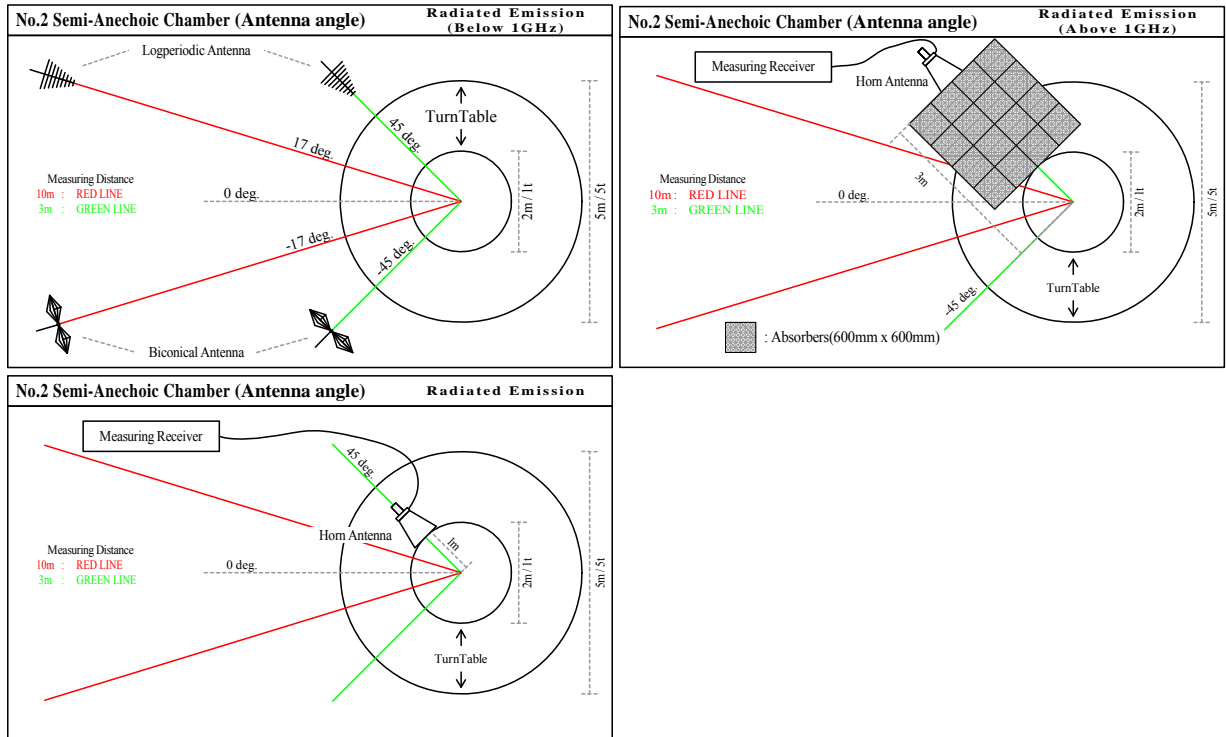 No.2 Semi-Anechoic Chamber (Antenna angle)
Radiated Emission
(Below 1GHz)
Logperiodic Antenna
TurnTable
45 deg.
17 deg.
Measuring Distance
10m : RED LINE
3m : GREEN LINE
0 deg.
2m / 1t
5m / 5t
-17 deg.
-45 deg.
Biconical Antenna
No.2 Semi-Anechoic Chamber (Antenna angle)
Radiated Emission
(Above 1GHz)
Measuring Receiver
Horn Antenna
3m
Measuring Distance
10m : RED LINE
3m : GREEN LINE
0 deg.
2m / 1t
5m / 5t
TurnTable
-45 deg.
: Absorbers(600mm x 600mm)
No.2 Semi-Anechoic Chamber (Antenna angle)
Radiated Emission
Measuring Receiver
45 deg.
Horn Antenna
1m
Measuring Distance
10m : RED LINE
3m : GREEN LINE
0 deg.
2m / 1t
5m / 5t
TurnTable